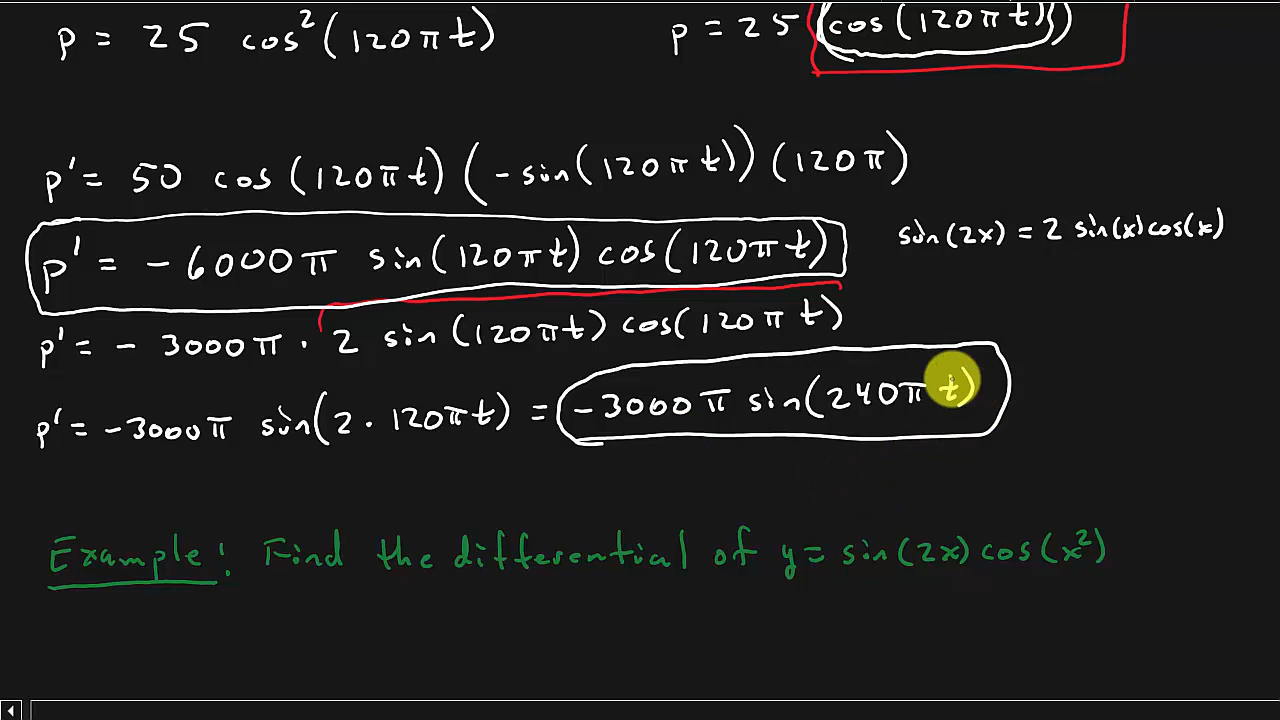 p = 25 cos²(120πt)
p = 25 (cos(120πt))
p' = 50 cos(120πt)(-sin(120πt))(120π)
p' = -6000π sin(120πt) cos(120πt)
sin(2x) = 2 sin(x)cos(x)
p' = - 3000π · 2 sin(120πt) cos(120πt)
p' = -3000π sin(2 · 120πt) = -3000π sin(240πt)
Example: Find the differential of y = sin(2x) cos(x²)